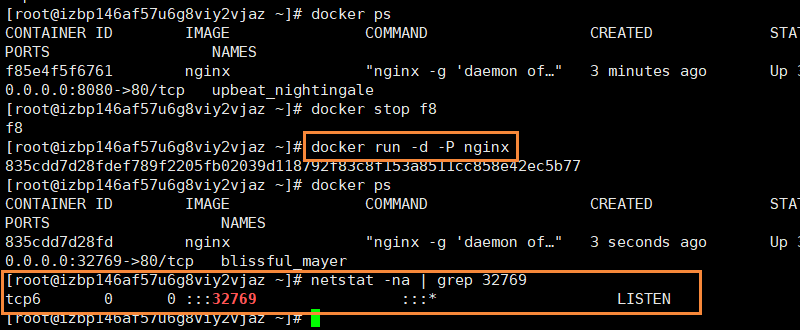 [root@izbp146af57u6g8viy2vjaz ~]# docker ps
CONTAINER ID        IMAGE               COMMAND                  CREATED             STAT
PORTS                  NAMES
f85e4f5f6761        nginx               "nginx -g 'daemon of…"   3 minutes ago       Up 3
0.0.0.0:8080->80/tcp   upbeat_nightingale
[root@izbp146af57u6g8viy2vjaz ~]# docker stop f8
f8
[root@izbp146af57u6g8viy2vjaz ~]# docker run -d -P nginx
835cdd7d28fdef789f2205fb02039d118792f83c8f153a8511cc858e42ec5b77
[root@izbp146af57u6g8viy2vjaz ~]# docker ps
CONTAINER ID        IMAGE               COMMAND                  CREATED             STAT
PORTS                   NAMES
835cdd7d28fd        nginx               "nginx -g 'daemon of…"   3 seconds ago       Up 3
0.0.0.0:32769->80/tcp   blissful_mayer
[root@izbp146af57u6g8viy2vjaz ~]# netstat -na | grep 32769
tcp6       0      0 :::32769                :::*                    LISTEN
[root@izbp146af57u6g8viy2vjaz ~]#